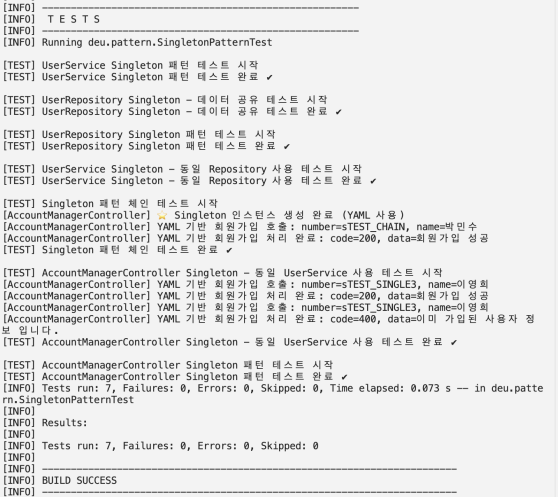 [INFO] -------------------------------------------------------
[INFO]  T E S T S
[INFO] -------------------------------------------------------
[INFO] Running deu.pattern.SingletonPatternTest
[TEST] UserService Singleton 패턴 테스트 시작
[TEST] UserService Singleton 패턴 테스트 완료 ✔
[TEST] UserRepository Singleton – 데이터 공유 테스트 시작
[TEST] UserRepository Singleton – 데이터 공유 테스트 완료 ✔
[TEST] UserRepository Singleton 패턴 테스트 시작
[TEST] UserRepository Singleton 패턴 테스트 완료 ✔
[TEST] UserService Singleton – 동일 Repository 사용 테스트 시작
[TEST] UserService Singleton – 동일 Repository 사용 테스트 완료 ✔
[TEST] Singleton 패턴 체인 테스트 시작
[AccountManagerController] ⭐ Singleton 인스턴스 생성 완료 (YAML 사용)
[AccountManagerController] YAML 기반 회원가입 호출: number=sTEST_CHAIN, name=박민수
[AccountManagerController] YAML 기반 회원가입 처리 완료: code=200, data=회원가입 성공
[TEST] Singleton 패턴 체인 테스트 완료 ✔
[TEST] AccountManagerController Singleton – 동일 UserService 사용 테스트 시작
[AccountManagerController] YAML 기반 회원가입 호출: number=sTEST_SINGLE3, name=이영희
[AccountManagerController] YAML 기반 회원가입 처리 완료: code=200, data=회원가입 성공
[AccountManagerController] YAML 기반 회원가입 호출: number=sTEST_SINGLE3, name=이영희
[AccountManagerController] YAML 기반 회원가입 처리 완료: code=400, data=이미 가입된 사용자 정
보 입니다.
[TEST] AccountManagerController Singleton – 동일 UserService 사용 테스트 완료 ✔
[TEST] AccountManagerController Singleton 패턴 테스트 시작
[TEST] AccountManagerController Singleton 패턴 테스트 완료 ✔
[INFO] Tests run: 7, Failures: 0, Errors: 0, Skipped: 0, Time elapsed: 0.073 s -- in deu.patte
rn.SingletonPatternTest
[INFO]
[INFO] Results:
[INFO]
[INFO] Tests run: 7, Failures: 0, Errors: 0, Skipped: 0
[INFO]
[INFO] ------------------------------------------------------------------------
[INFO] BUILD SUCCESS
[INFO] ------------------------------------------------------------------------